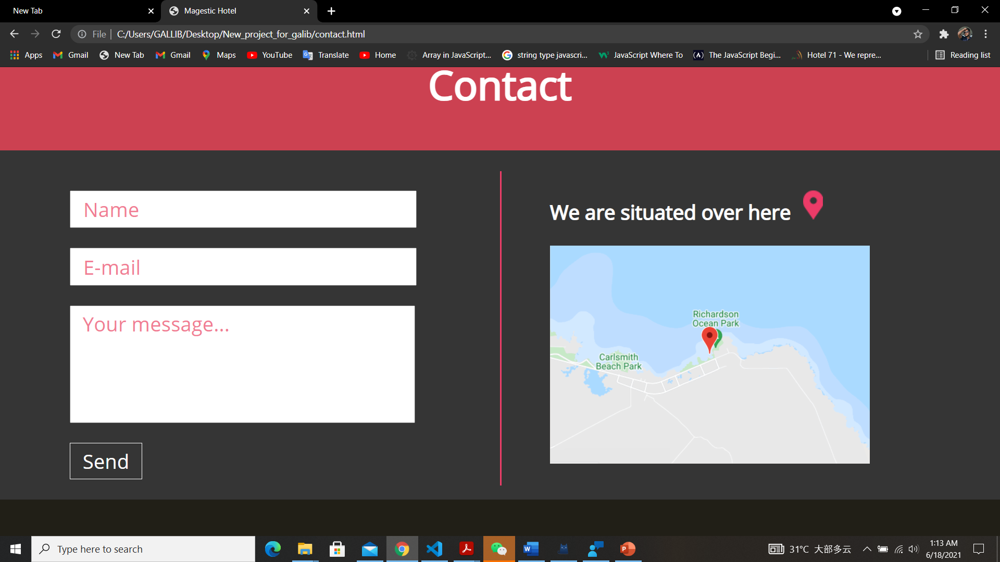 New Tab
Magestic Hotel
File
C:/Users/GALLIB/Desktop/New_project_for_galib/contact.html
Apps
Gmail
New Tab
Gmail
Maps
YouTube
Translate
Home
Array in JavaScript...
string type javascri...
JavaScript Where To
The JavaScript Begi...
Hotel 71 - We repre...
Reading list
Contact
Name
E-mail
Your message...
Send
We are situated over here
Richardson
Ocean Park
Carlsmith
Beach Park
Type here to search
31°C 大部多云
1:13 AM
6/18/2021